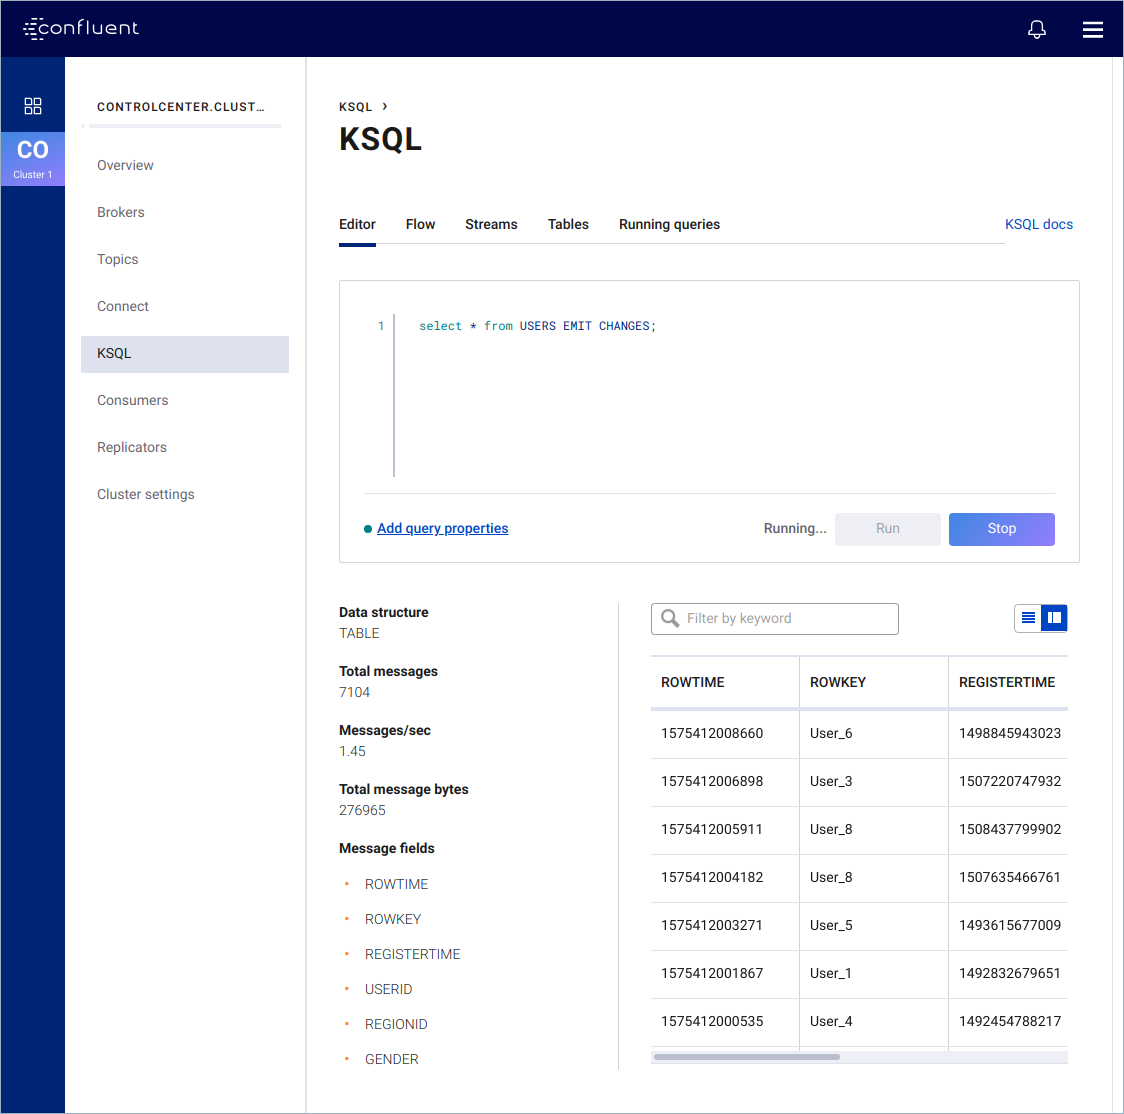 confluent
CONTROLCENTER.CLUST...
CO
Cluster 1
Overview
Brokers
Topics
Connect
KSQL
Consumers
Replicators
Cluster settings
KSQL ›
KSQL
Editor Flow Streams Tables Running queries KSQL docs
1 select * from USERS EMIT CHANGES;
Add query properties Running... Run Stop
Data structure
TABLE
Total messages
7104
Messages/sec
1.45
Total message bytes
276965
Message fields
• ROWTIME
• ROWKEY
• REGISTERTIME
• USERID
• REGIONID
• GENDER
Filter by keyword
ROWTIME ROWKEY REGISTERTIME
1575412008660 User_6 1498845943023
1575412006898 User_3 1507220747932
1575412005911 User_8 1508437799902
1575412004182 User_8 1507635466761
1575412003271 User_5 1493615677009
1575412001867 User_1 1492832679651
1575412000535 User_4 1492454788217